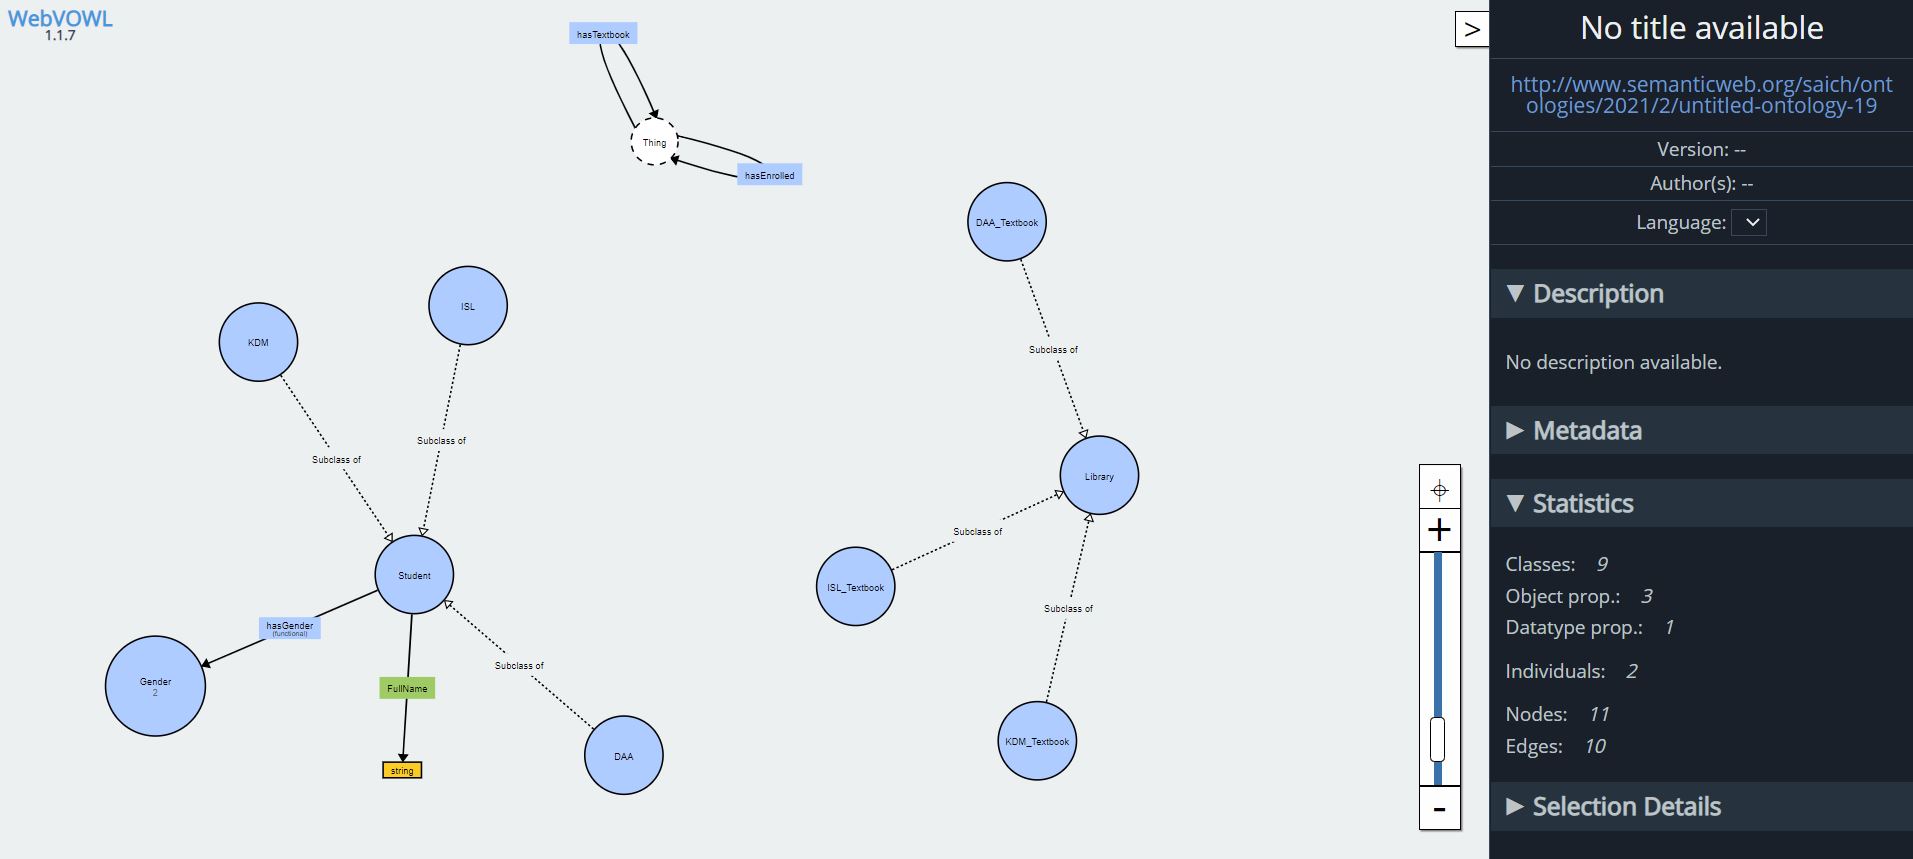 WebVOWL
1.1.7
hasTextbook
Thing
hasEnrolled
DAA_Textbook
ISL
KDM
Subclass of
Subclass of
Subclass of
Library
Subclass of
Student
ISL_Textbook
Subclass of
hasGender
(functional)
Subclass of
Gender
2
FullName
KDM_Textbook
DAA
string
>
+
-
No title available
http://www.semanticweb.org/saich/ont
ologies/2021/2/untitled-ontology-19
Version: --
Author(s): --
Language:
Description
No description available.
Metadata
Statistics
Classes: 9
Object prop.: 3
Datatype prop.: 1
Individuals: 2
Nodes: 11
Edges: 10
Selection Details